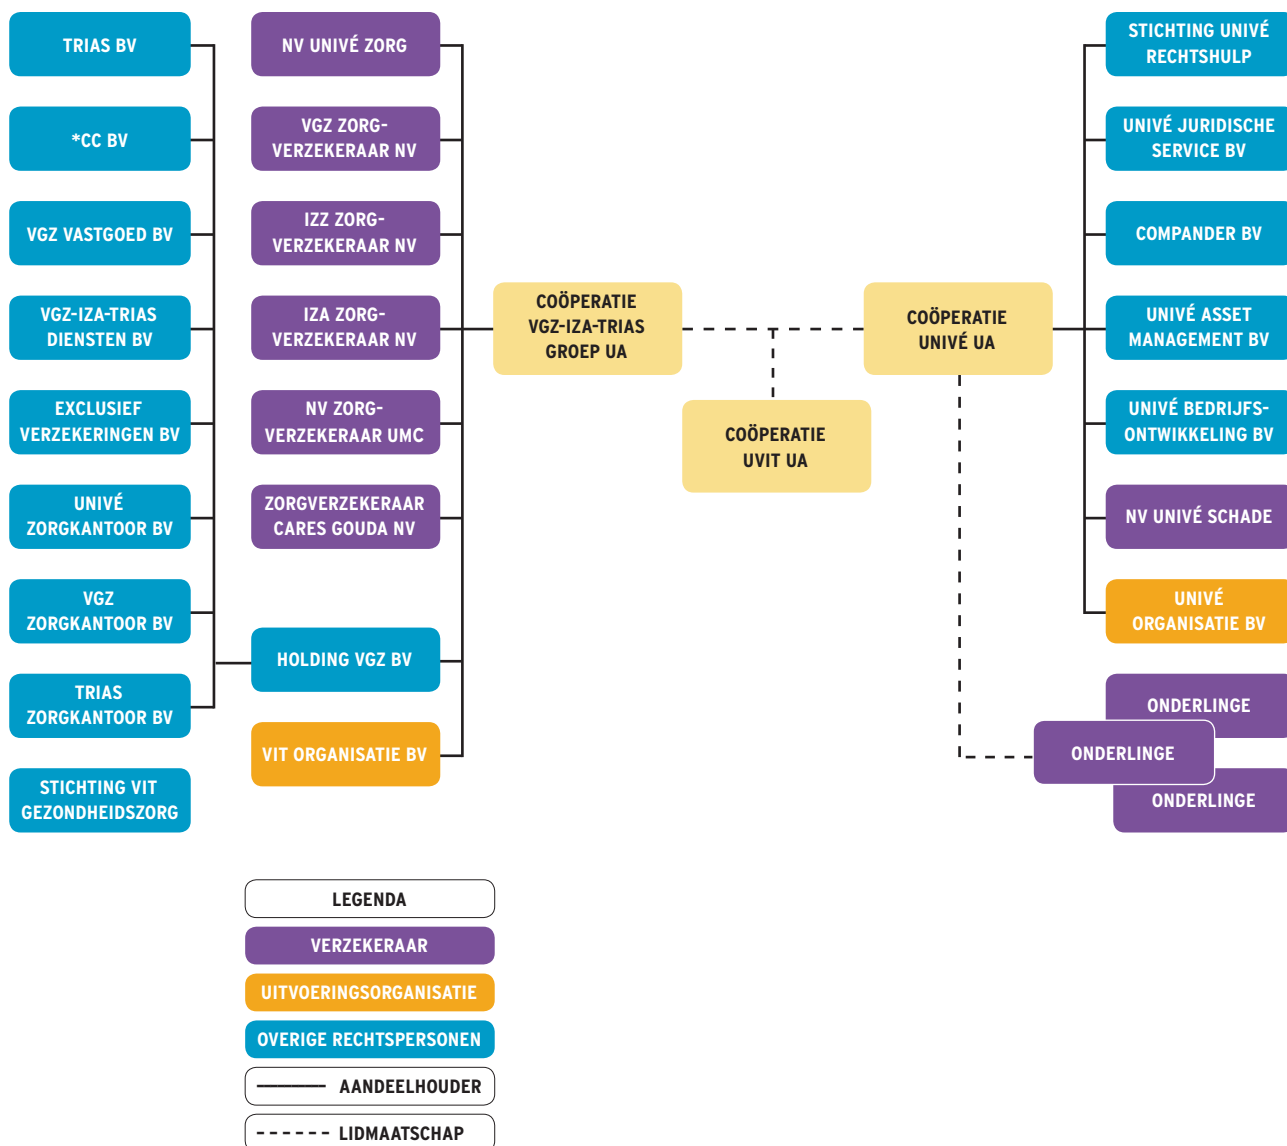 TRIAS BV
*CC BV
VGZ VASTGOED BV
VGZ-IZA-TRIAS
DIENSTEN BV
EXCLUSIEF
VERZEKERINGEN BV
UNIVÉ
ZORGKANTOOR BV
VGZ
ZORGKANTOOR BV
TRIAS
ZORGKANTOOR BV
STICHTING VIT
GEZONDHEIDSZORG
NV UNIVÉ ZORG
VGZ ZORG-
VERZEKERAAR NV
IZZ ZORG-
VERZEKERAAR NV
IZA ZORG-
VERZEKERAAR NV
NV ZORG-
VERZEKERAAR UMC
ZORGVERZEKERAAR
CARES GOUDA NV
HOLDING VGZ BV
VIT ORGANISATIE BV
COÖPERATIE
VGZ-IZA-TRIAS
GROEP UA
COÖPERATIE
UVIT UA
COÖPERATIE
UNIVÉ UA
STICHTING UNIVÉ
RECHTSHULP
UNIVÉ JURIDISCHE
SERVICE BV
COMPANDER BV
UNIVÉ ASSET
MANAGEMENT BV
UNIVÉ BEDRIJFS-
ONTWIKKELING BV
NV UNIVÉ SCHADE
UNIVÉ
ORGANISATIE BV
ONDERLINGE
ONDERLINGE
ONDERLINGE
LEGENDA
VERZEKERAAR
UITVOERINGSORGANISATIE
OVERIGE RECHTSPERSONEN
AANDEELHOUDER
LIDMAATSCHAP